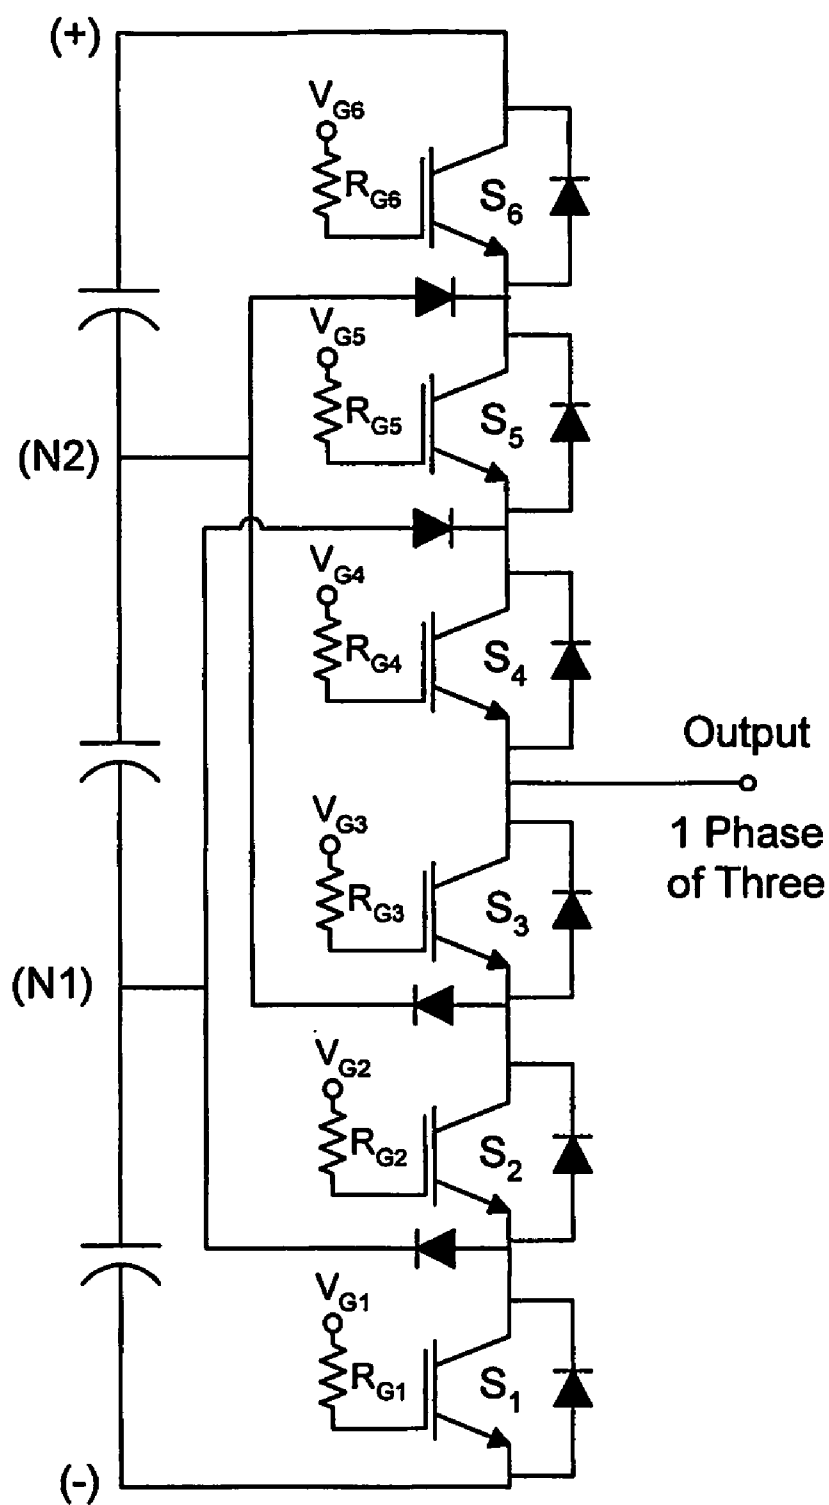 (+)
VG6
RG6
S6
VG5
RG5
S5
(N2)
VG4
RG4
S4
Output
VG3
1 Phase
of Three
RG3
S3
(N1)
VG2
RG2
S2
VG1
RG1
S1
(-)